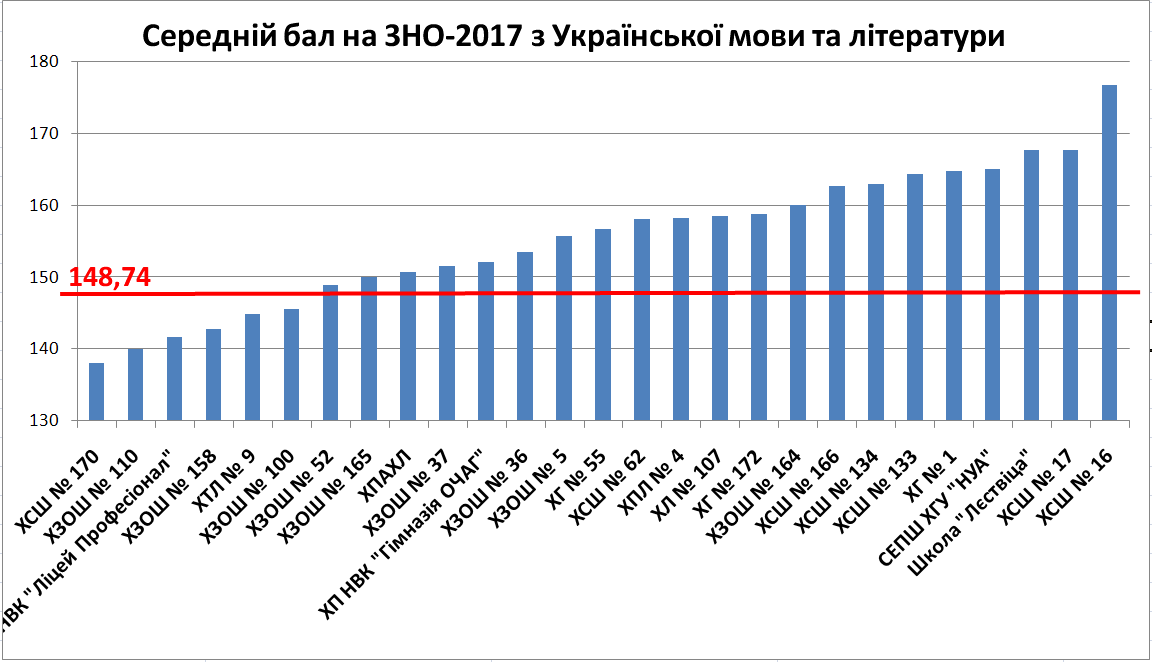 Середній бал на ЗНО-2017 з Української мови та літератури
180
170
160
150
140
130
148,74
ХСШ № 170
ХЗОШ № 110
НВК "Ліцей Професіонал"
ХЗОШ № 158
ХТЛ № 9
ХЗОШ № 100
ХЗОШ № 52
ХЗОШ № 165
ХПАХЛ
ХЗОШ № 37
ХП НВК "Гімназія ОЧАГ"
ХЗОШ № 36
ХЗОШ № 5
ХГ № 55
ХСШ № 62
ХПЛ № 4
ХЛ № 107
ХГ № 172
ХЗОШ № 164
ХСШ № 166
ХСШ № 134
ХСШ № 133
ХГ № 1
СЕПШ ХГУ "НУА"
Школа "Лєствіца"
ХСШ № 17
ХСШ № 16